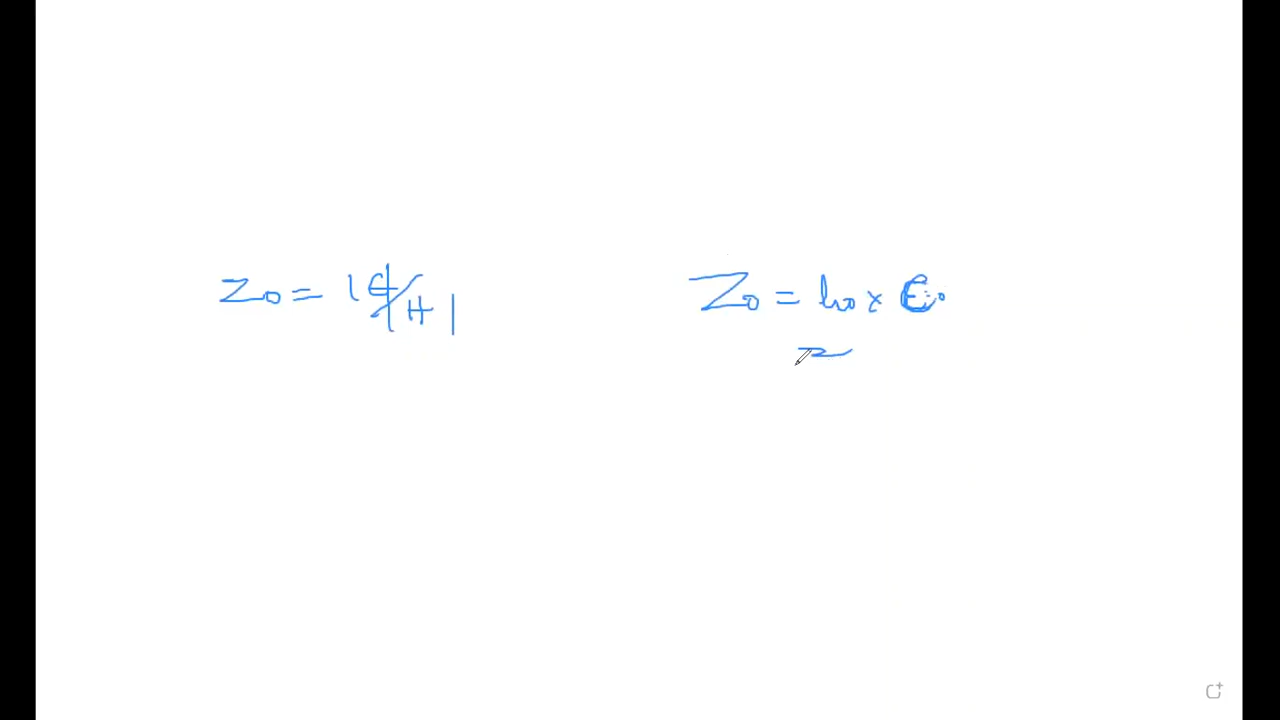 Z₀ = |E/H|
Z₀ = μ₀ × ε₀